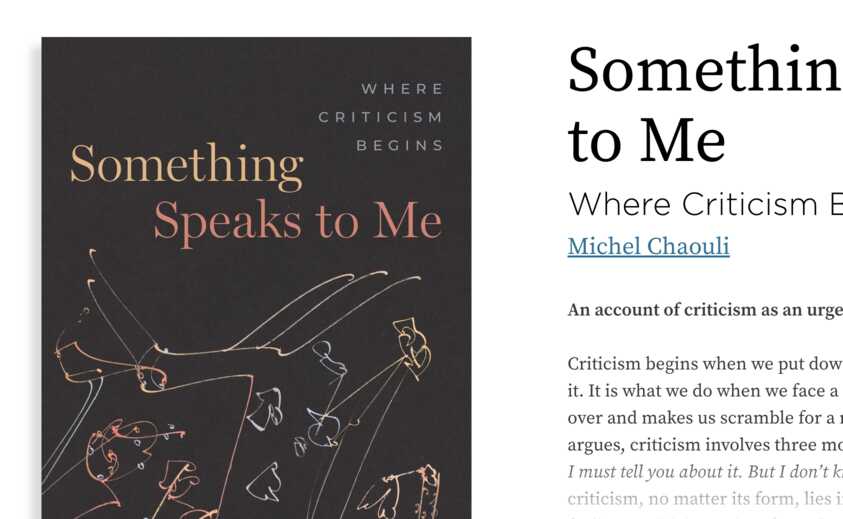 WHERE
CRITICISM
BEGINS
Something
Speaks to Me
Somethin
to Me
Where Criticism B
Michel Chaouli
An account of criticism as an urge
Criticism begins when we put dow
it. It is what we do when we face a
over and makes us scramble for a
argues, criticism involves three mo
I must tell you about it. But I don’t k
criticism, no matter its form, lies i